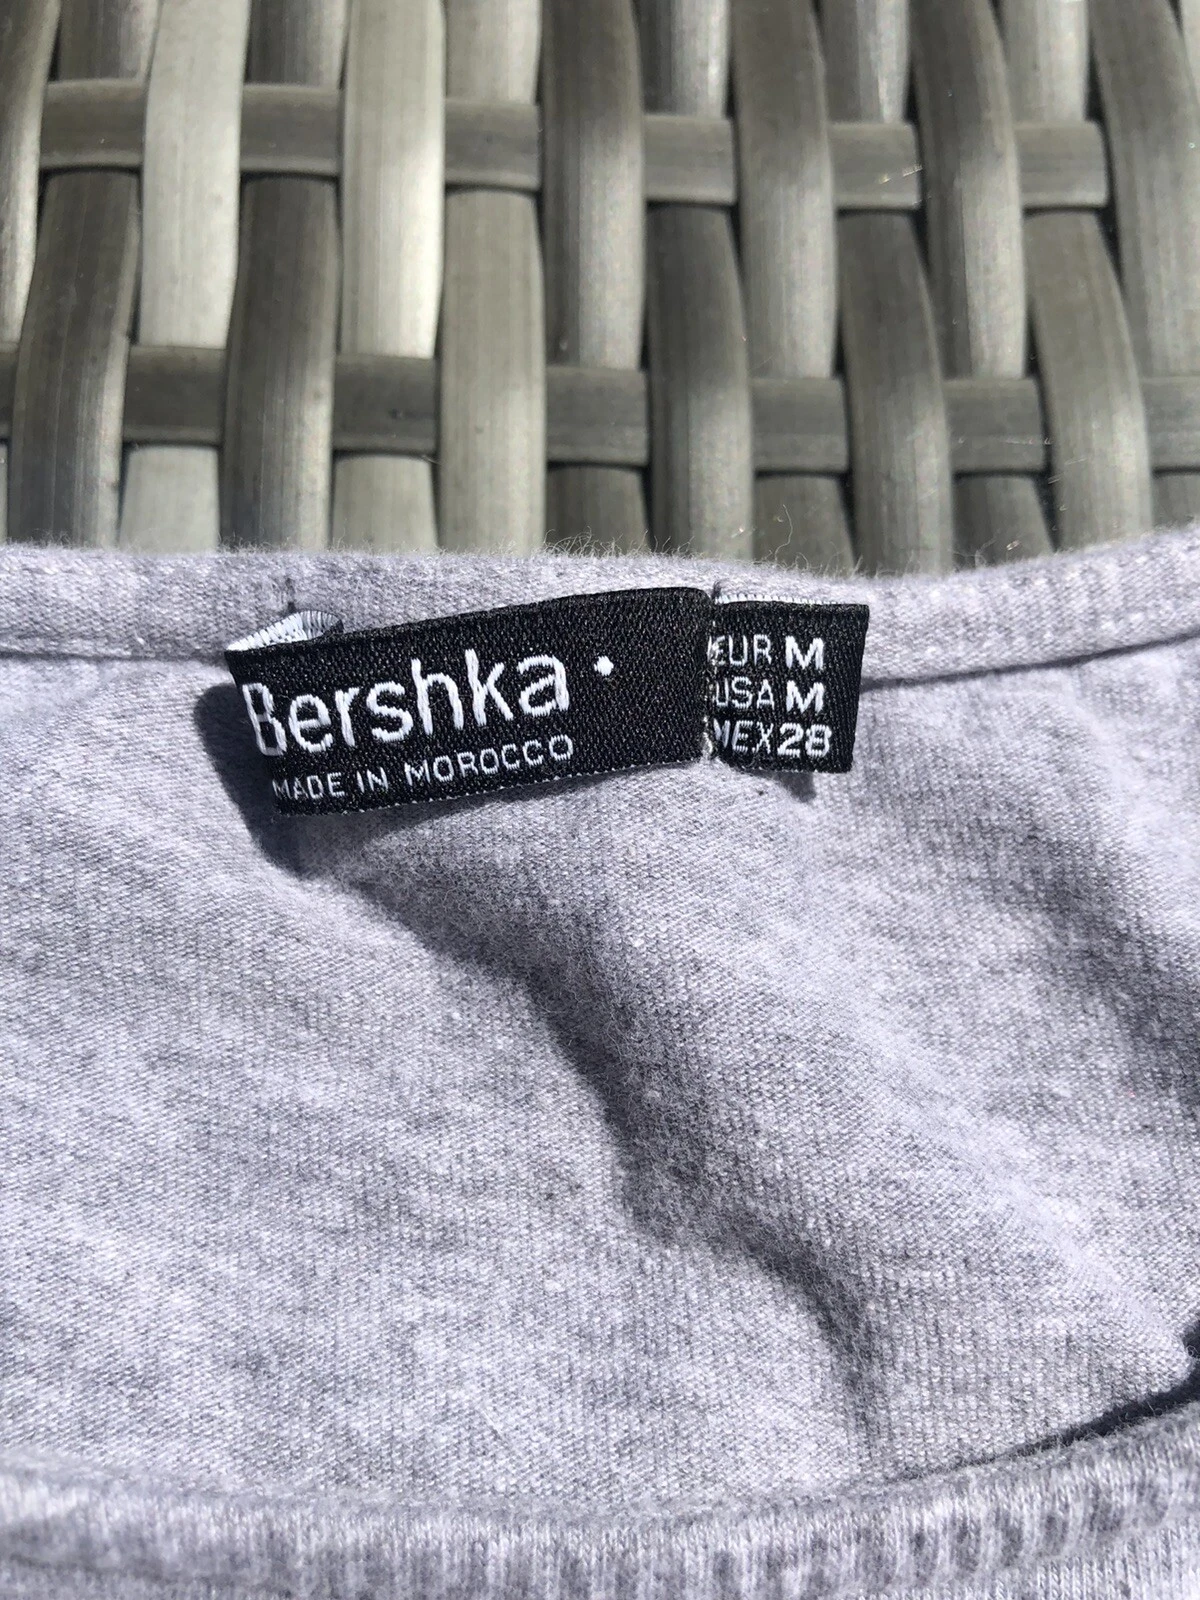 Bershka
MADE IN MOROCCO
EUR M
USA M
MEX 28